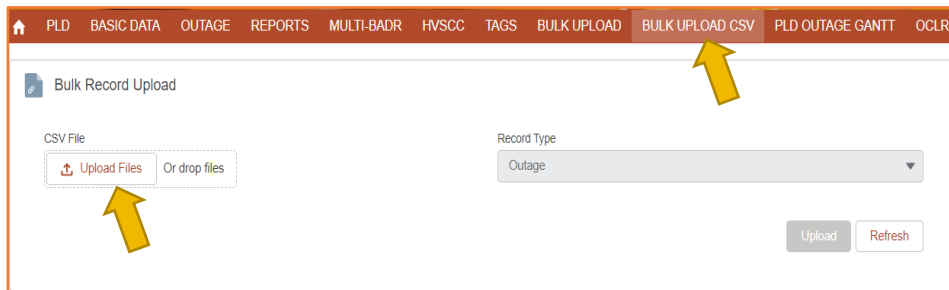 PLD BASIC DATA OUTAGE REPORTS MULTI-BADR HVSCC TAGS BULK UPLOAD BULK UPLOAD CSV PLD OUTAGE GANTT OCLR
Bulk Record Upload
CSV File
Record Type
Upload Files Or drop files
Outage
Upload Refresh